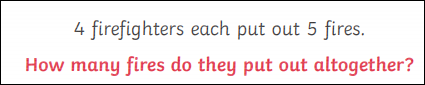 4 firefighters each put out 5 fires.
How many fires do they put out altogether?